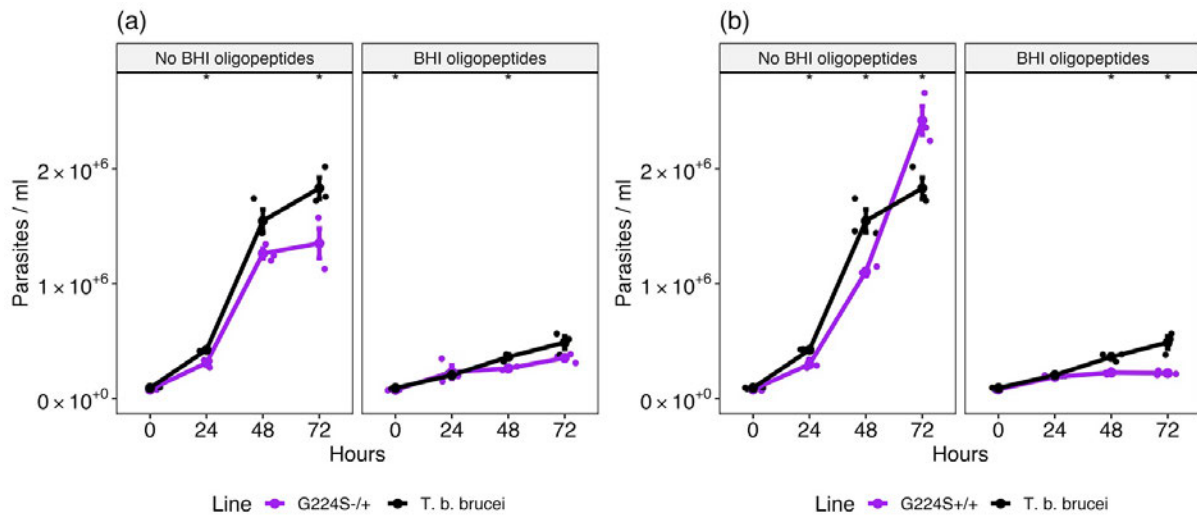 (a)
No BHI oligopeptides
BHI oligopeptides
*
*
*
*
Parasites / ml
2 × 10⁺⁶
1 × 10⁺⁶
0 × 10⁺⁰
0 24 48 72
0 24 48 72
Hours
Line G224S-/+ T. b. brucei
(b)
No BHI oligopeptides
BHI oligopeptides
*
*
*
*
*
Parasites / ml
2 × 10⁺⁶
1 × 10⁺⁶
0 × 10⁺⁰
0 24 48 72
0 24 48 72
Hours
Line G224S+/+ T. b. brucei